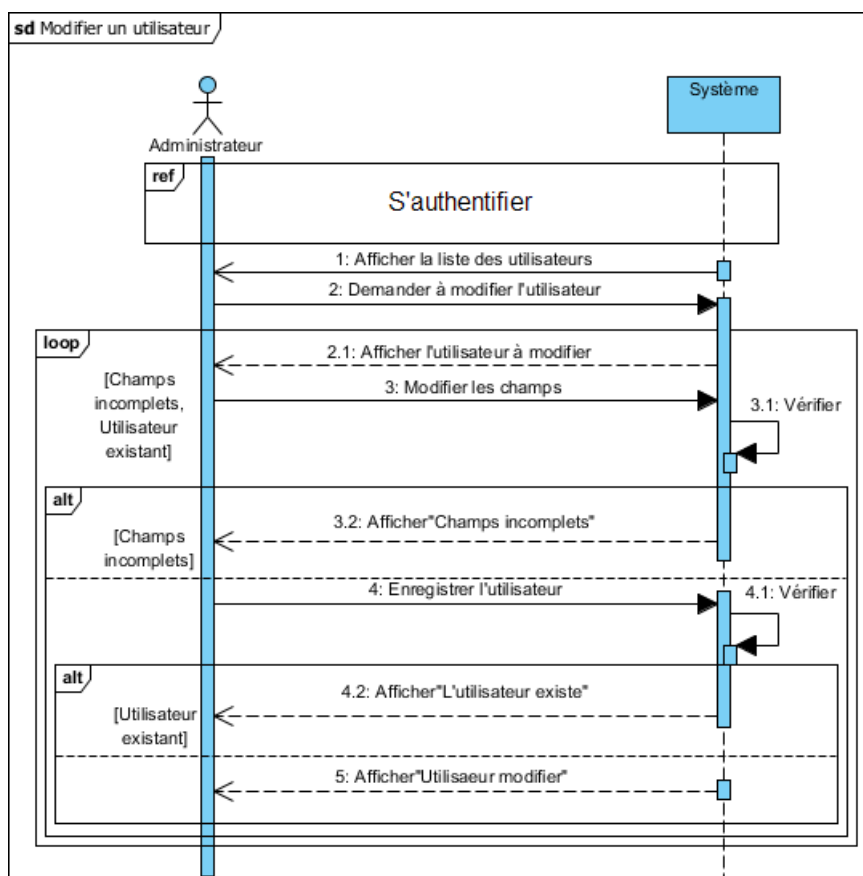 sd Modifier un utilisateur
Système
Administrateur
ref
S'authentifier
1: Afficher la liste des utilisateurs
2: Demander à modifier l'utilisateur
loop
[Champs
incomplets,
Utilisateur
existant]
2.1: Afficher l'utilisateur à modifier
3: Modifier les champs
3.1: Vérifier
alt
[Champs
incomplets]
3.2: Afficher"Champs incomplets"
4: Enregistrer l'utilisateur
4.1: Vérifier
alt
[Utilisateur
existant]
4.2: Afficher"L'utilisateur existe"
5: Afficher"Utilisaeur modifier"